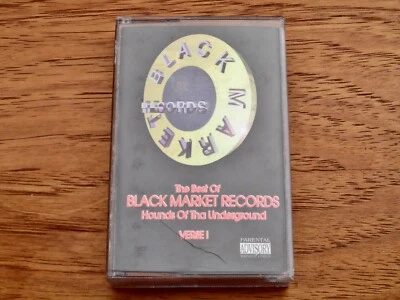 BLACK MARKET
RECORDS
The Best Of
BLACK MARKET RECORDS
Hounds Of Tha Underground
VERSE I
PARENTAL
ADVISORY